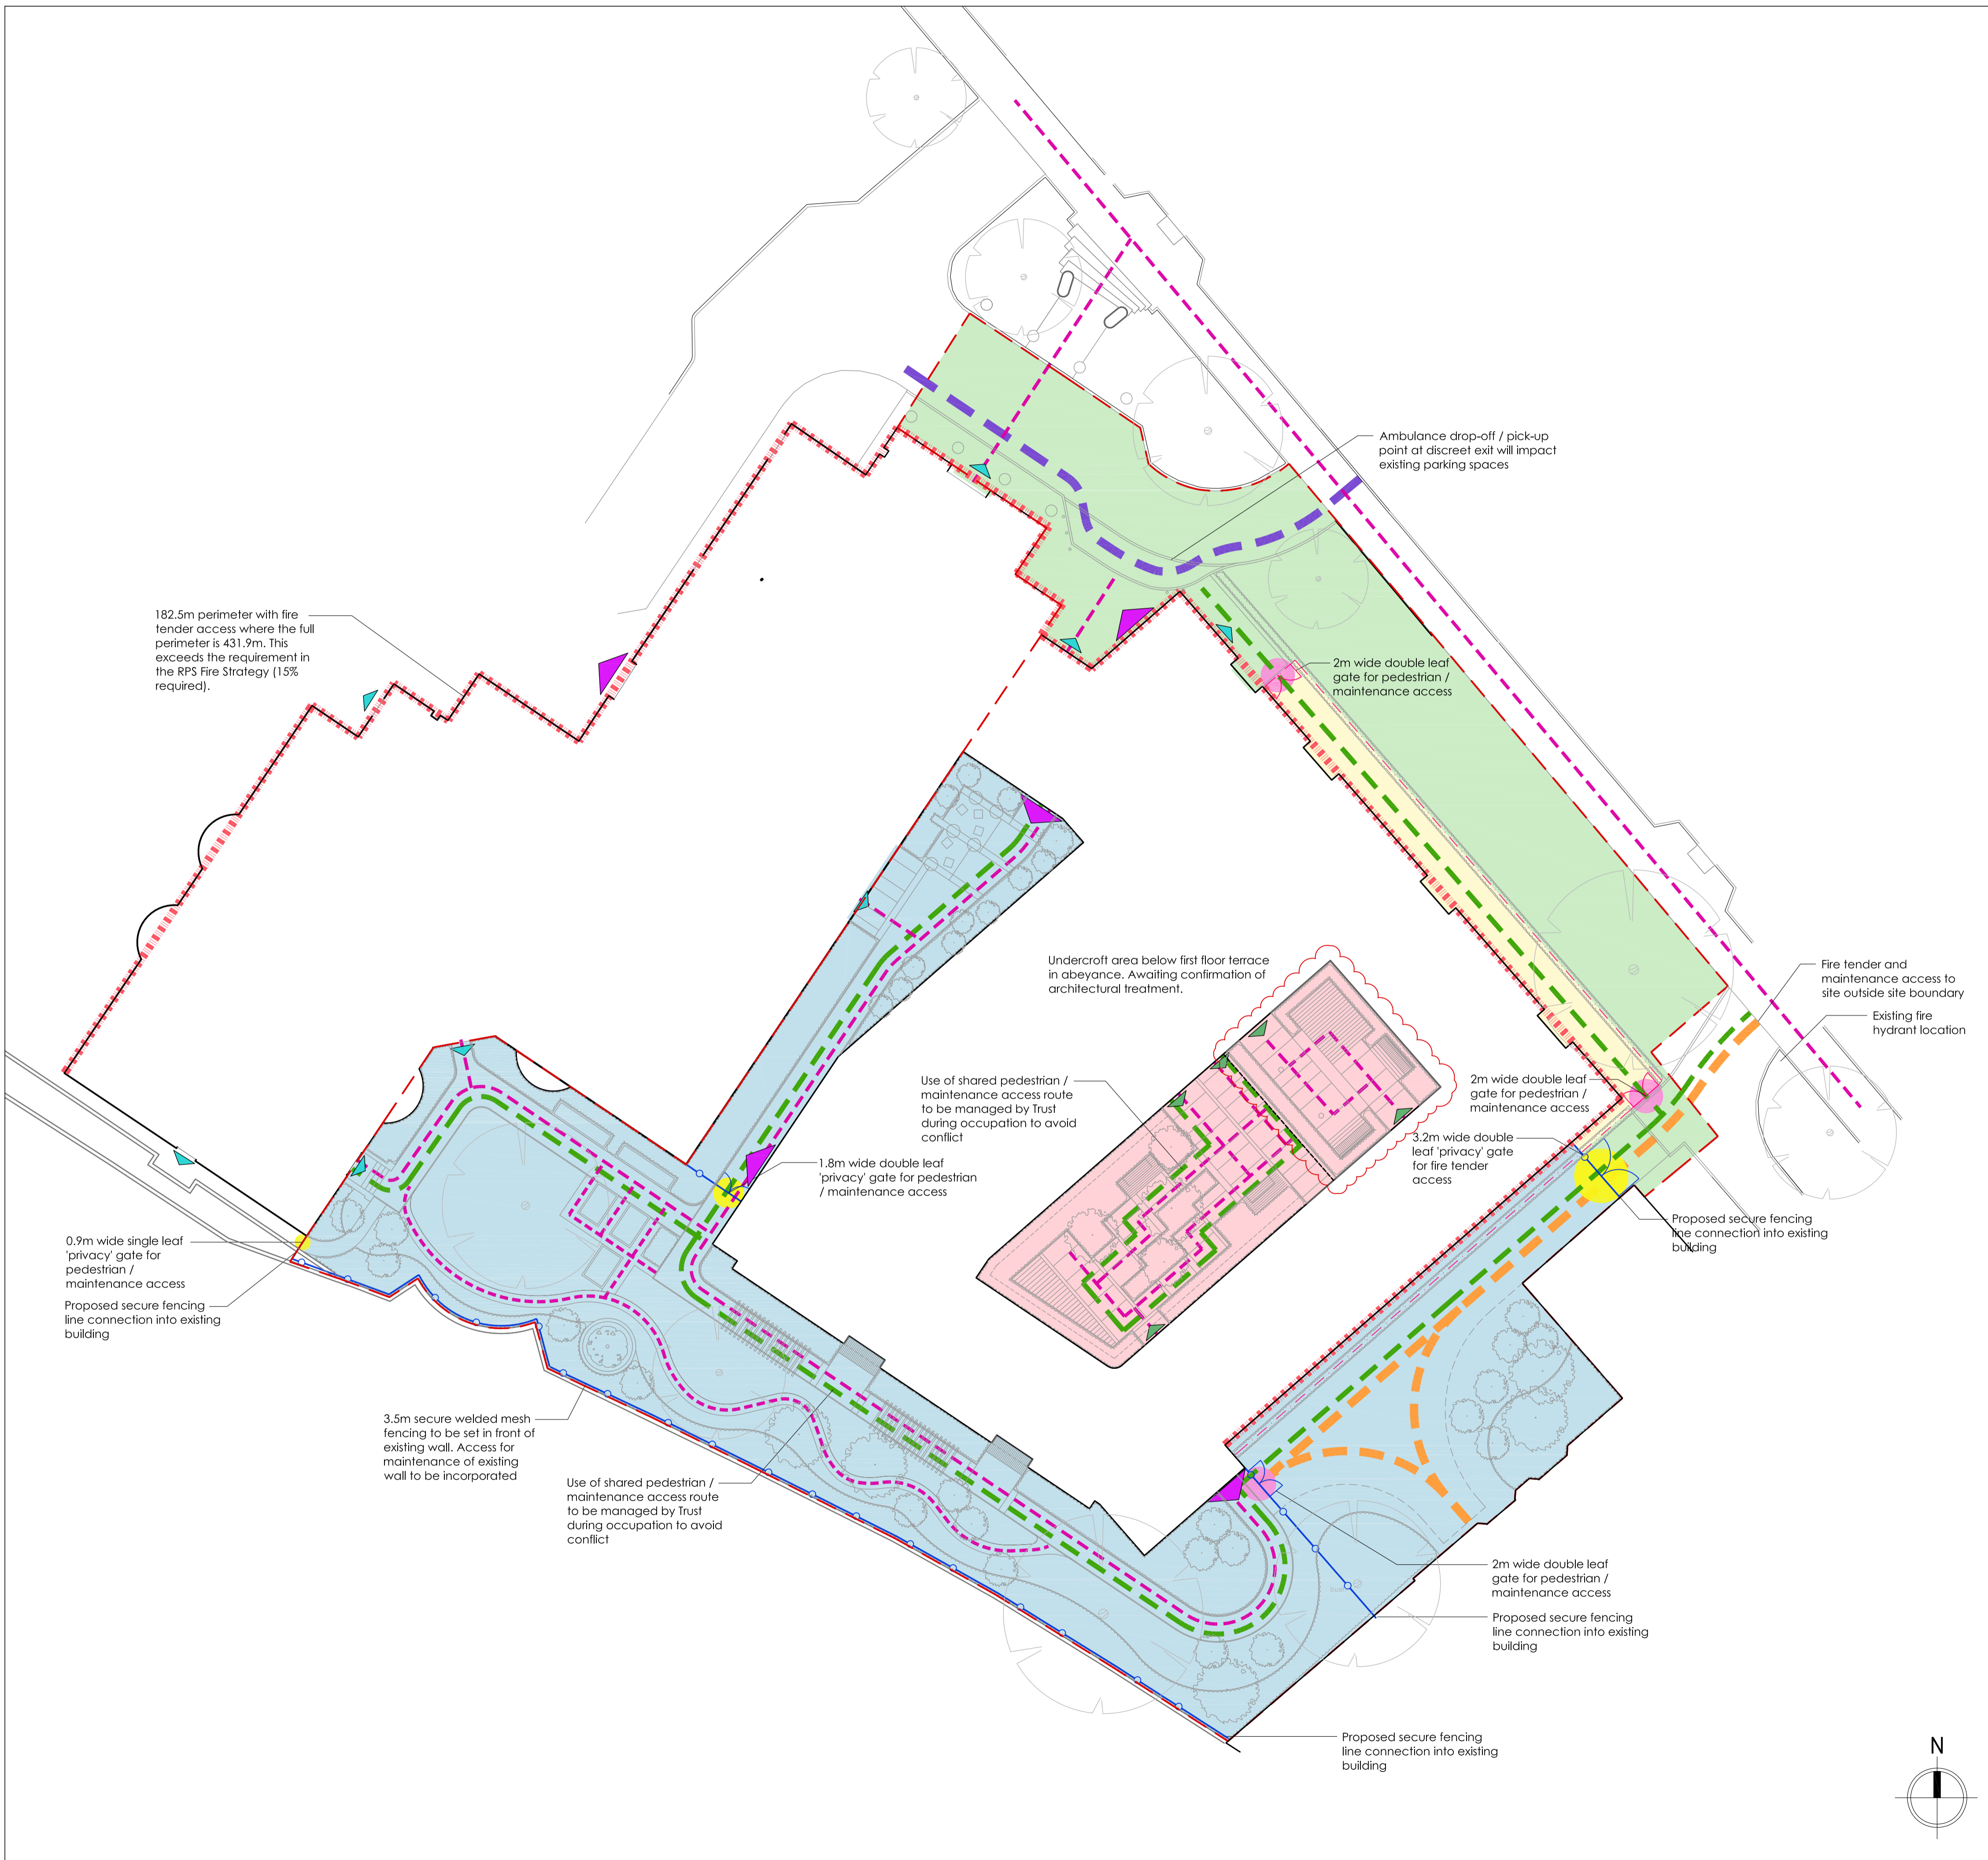 Ambulance drop-off / pick-up
point at discreet exit will impact
existing parking spaces
182.5m perimeter with fire
tender access where the full
perimeter is 431.9m. This
exceeds the requirement in
the RPS Fire Strategy (15%
required).
2m wide double leaf
gate for pedestrian /
maintenance access
Undercroft area below first floor terrace
in abeyance. Awaiting confirmation of
architectural treatment.
Fire tender and
maintenance access to
site outside site boundary
Existing fire
hydrant location
Use of shared pedestrian /
maintenance access route
to be managed by Trust
during occupation to avoid
conflict
2m wide double leaf
gate for pedestrian /
maintenance access
3.2m wide double
leaf 'privacy' gate
for fire tender
access
1.8m wide double leaf
'privacy' gate for pedestrian
/ maintenance access
Proposed secure fencing
line connection into existing
building
0.9m wide single leaf
'privacy' gate for
pedestrian /
maintenance access
Proposed secure fencing
line connection into existing
building
3.5m secure welded mesh
fencing to be set in front of
existing wall. Access for
maintenance of existing
wall to be incorporated
Use of shared pedestrian /
maintenance access route
to be managed by Trust
during occupation to avoid
conflict
2m wide double leaf
gate for pedestrian /
maintenance access
Proposed secure fencing
line connection into existing
building
Proposed secure fencing
line connection into existing
building
N